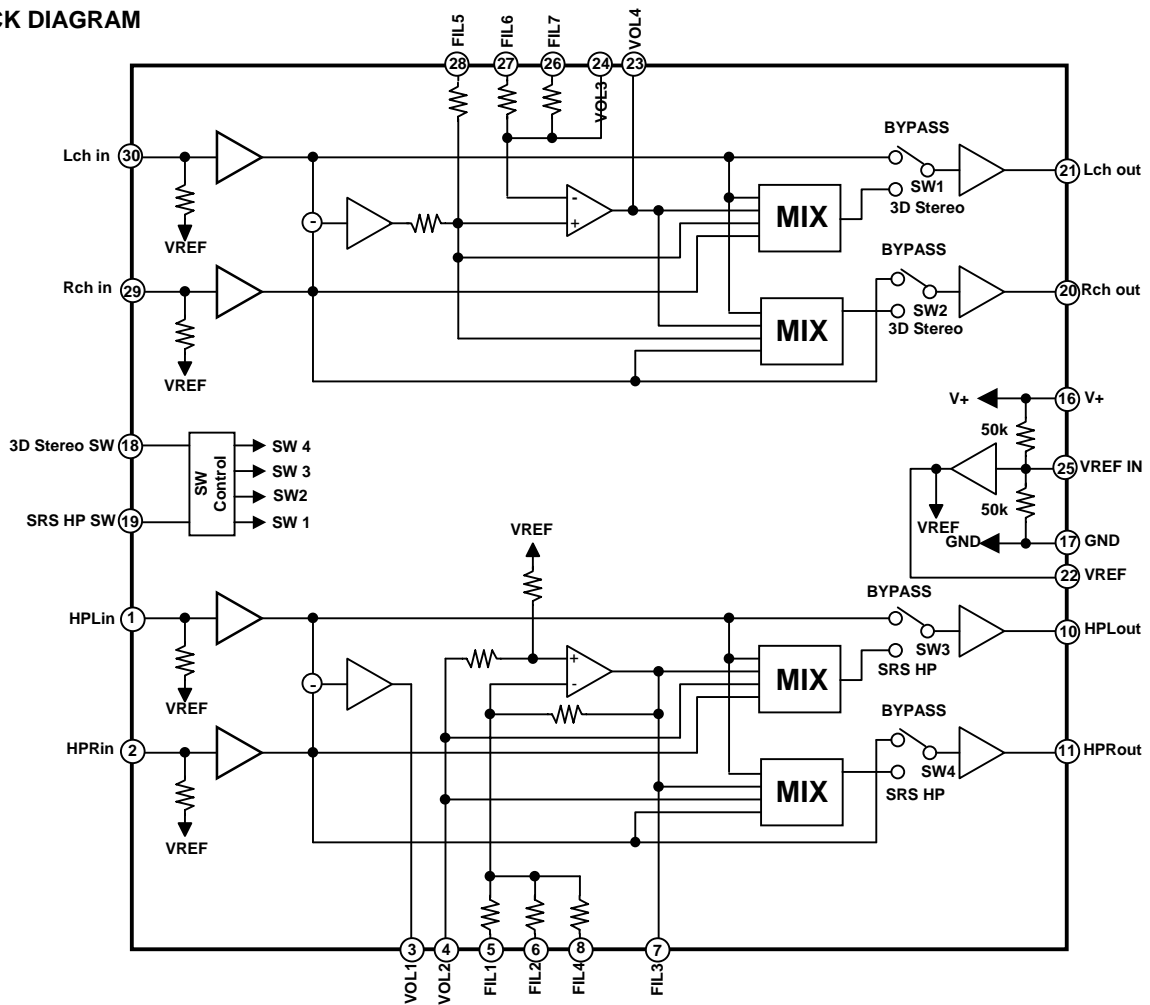 CK DIAGRAM
FIL5
FIL6
FIL7
VOL4
28
27
26
24
23
VOL3
Lch in
30
VREF
-
-
+
MIX
BYPASS
SW1
3D Stereo
21
Lch out
Rch in
29
VREF
MIX
BYPASS
SW2
3D Stereo
20
Rch out
V+
16
V+
50k
25
VREF IN
50k
VREF
GND
17
GND
22
VREF
3D Stereo SW
18
SRS HP SW
19
SW
Control
SW 4
SW 3
SW2
SW 1
VREF
HPLin
1
VREF
-
+
-
MIX
BYPASS
SW3
SRS HP
10
HPLout
HPRin
2
VREF
MIX
BYPASS
SW4
SRS HP
11
HPRout
3
4
5
6
8
7
VOL1
VOL2
FIL1
FIL2
FIL4
FIL3